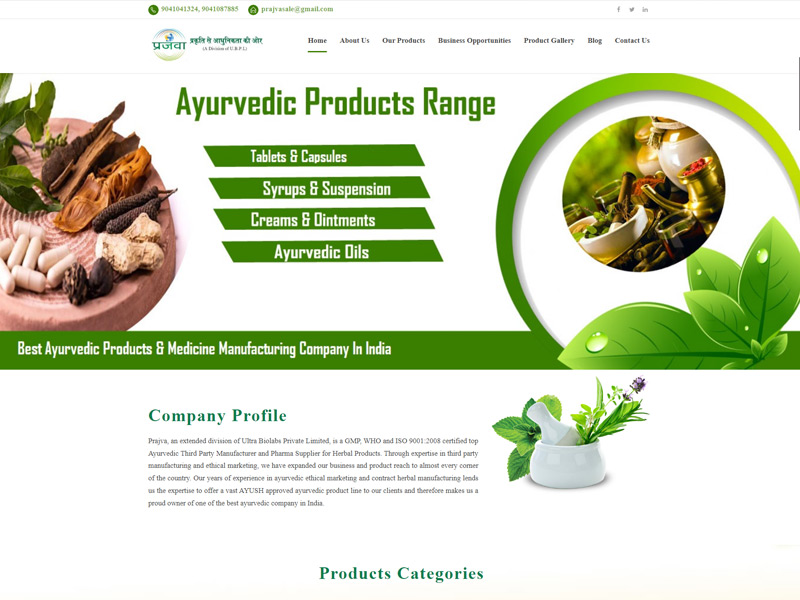 9041041324, 9041087885 prajvasale@gmail.com
प्रजवा प्रकृति से आधुनिकता की ओर
(A Division of U.B.P.L)
Home About Us Our Products Business Opportunities Product Gallery Blog Contact Us
Ayurvedic Products Range
Tablets & Capsules
Syrups & Suspension
Creams & Ointments
Ayurvedic Oils
Best Ayurvedic Products & Medicine Manufacturing Company In India
Company Profile
Prajva, an extended division of Ultra Biolabs Private Limited, is a GMP, WHO and ISO 9001:2008 certified top
Ayurvedic Third Party Manufacturer and Pharma Supplier for Herbal Products. Through expertise in third party
manufacturing and ethical marketing, we have expanded our business and product reach to almost every corner
of the country. Our years of experience in ayurvedic ethical marketing and contract herbal manufacturing lends
us the expertise to offer a vast AYUSH approved ayurvedic product line to our clients and therefore makes us a
proud owner of one of the best ayurvedic company in India.
Products Categories